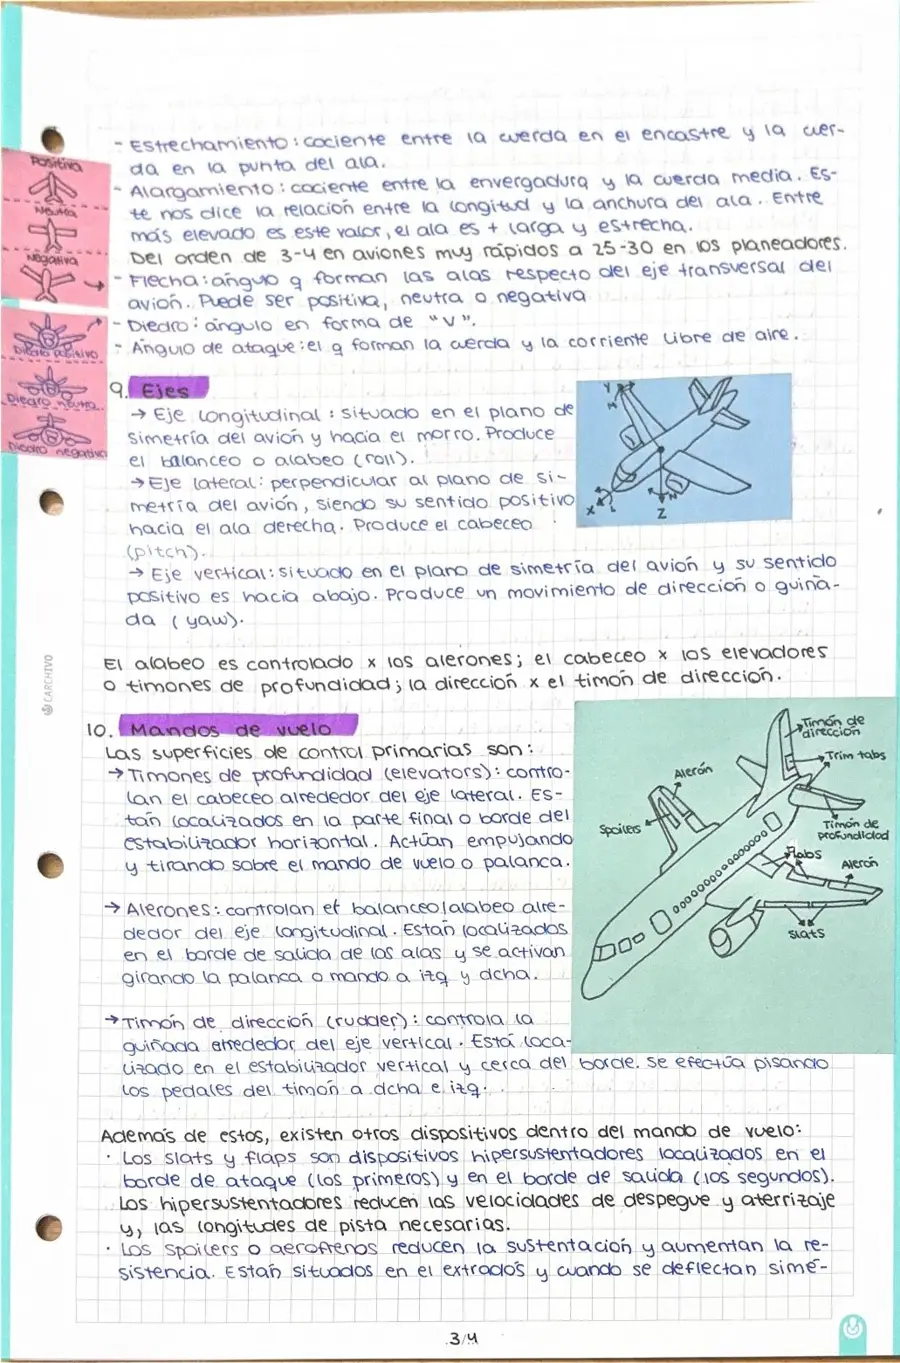 - Estrechamiento: cociente entre la cuerda en el encastre y la cuer-
da en la punta del ala.
- Alargamiento: cociente entre la envergadura y la cuerda media. Es-
te nos dice la relación entre la longitud y la anchura del ala. Entre
más elevado es este valor, el ala es + larga y estrecha.
Del orden de 3-4 en aviones muy rápidos a 25-30 en los planeadores.
- Flecha: ángulo q forman las alas respecto del eje transversal del
avión. Puede ser positiva, neutra o negativa
- Diedro: ángulo en forma de "V".
- Ángulo de ataque: el q forman la cuerda y la corriente libre de aire.
Positiva
Neutra
Negativa
Diedro positivo
Diedro neutro
Diedro negativo
9. Ejes
→ Eje longitudinal: situado en el plano de
simetría del avión y hacia el morro. Produce
el balanceo o alabeo (roll).
→ Eje lateral: perpendicular al plano de si-
metría del avión, siendo su sentido positivo
hacia el ala derecha. Produce el cabeceo
(pitch).
→ Eje vertical: situado en el plano de simetría del avión y su sentido
positivo es hacia abajo. Produce un movimiento de dirección o guiña-
da (yaw).
Y
M
X
L
Z
N
El alabeo es controlado x los alerones; el cabeceo x los elevadores
o timones de profundidad; la dirección x el timón de dirección.
10. Mandos de vuelo
Las superficies de control primarias son:
→ Timones de profundidad (elevators): contro-
lan el cabeceo alrededor del eje lateral. Es-
tán localizados en la parte final o borde del
estabilizador horizontal. Actúan empujando
y tirando sobre el mando de vuelo o palanca.
→ Alerones: controlan el balanceo/alabeo alre-
dedor del eje longitudinal. Están localizados
en el borde de salida de las alas y se activan
girando la palanca o mando a izq y dcha.
→ Timón de dirección (rudder): controla la
guiñada alrededor del eje vertical. Está loca-
lizado en el estabilizador vertical y cerca del borde. Se efectúa pisando
los pedales del timón a dcha e izq.
Timón de
dirección
Trim tabs
Alerón
Spoilers
Timón de
profundidad
Flabs
Alerón
Slats
Además de estos, existen otros dispositivos dentro del mando de vuelo:
· Los slats y flaps son dispositivos hipersustentadores localizados en el
borde de ataque (los primeros) y en el borde de salida (los segundos).
Los hipersustentadores reducen las velocidades de despegue y aterrizaje
y, las longitudes de pista necesarias.
· Los spoilers o aerofrenos reducen la sustentación y aumentan la re-
sistencia. Están situados en el extradós y cuando se deflectan simé-
CARCHIVO
3/4